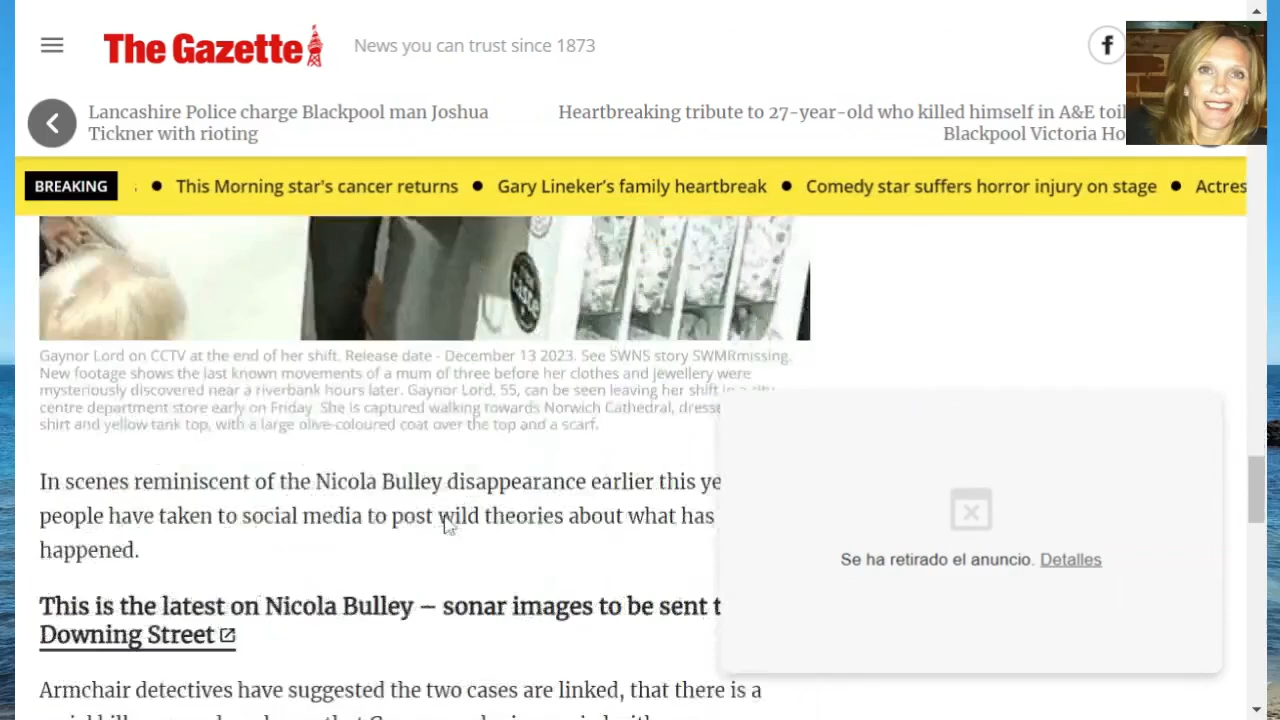 The Gazette
News you can trust since 1873
f
Lancashire Police charge Blackpool man Joshua
Tickner with rioting
Heartbreaking tribute to 27-year-old who killed himself in A&E toil
Blackpool Victoria Ho
BREAKING
This Morning star's cancer returns ● Gary Lineker's family heartbreak ● Comedy star suffers horror injury on stage ● Actres
Gaynor Lord on CCTV at the end of her shift. Release date - December 13 2023. See SWNS story SWMRmissing.
New footage shows the last known movements of a mum of three before her clothes and jewellery were
mysteriously discovered near a riverbank hours later. Gaynor Lord, 55, can be seen leaving her shift in a city
centre department store early on Friday. She is captured walking towards Norwich Cathedral, dresse
shirt and yellow tank top, with a large olive-coloured coat over the top and a scarf.
In scenes reminiscent of the Nicola Bulley disappearance earlier this ye
people have taken to social media to post wild theories about what has
happened.
This is the latest on Nicola Bulley – sonar images to be sent t
Downing Street
Armchair detectives have suggested the two cases are linked, that there is a
Se ha retirado el anuncio. Detalles